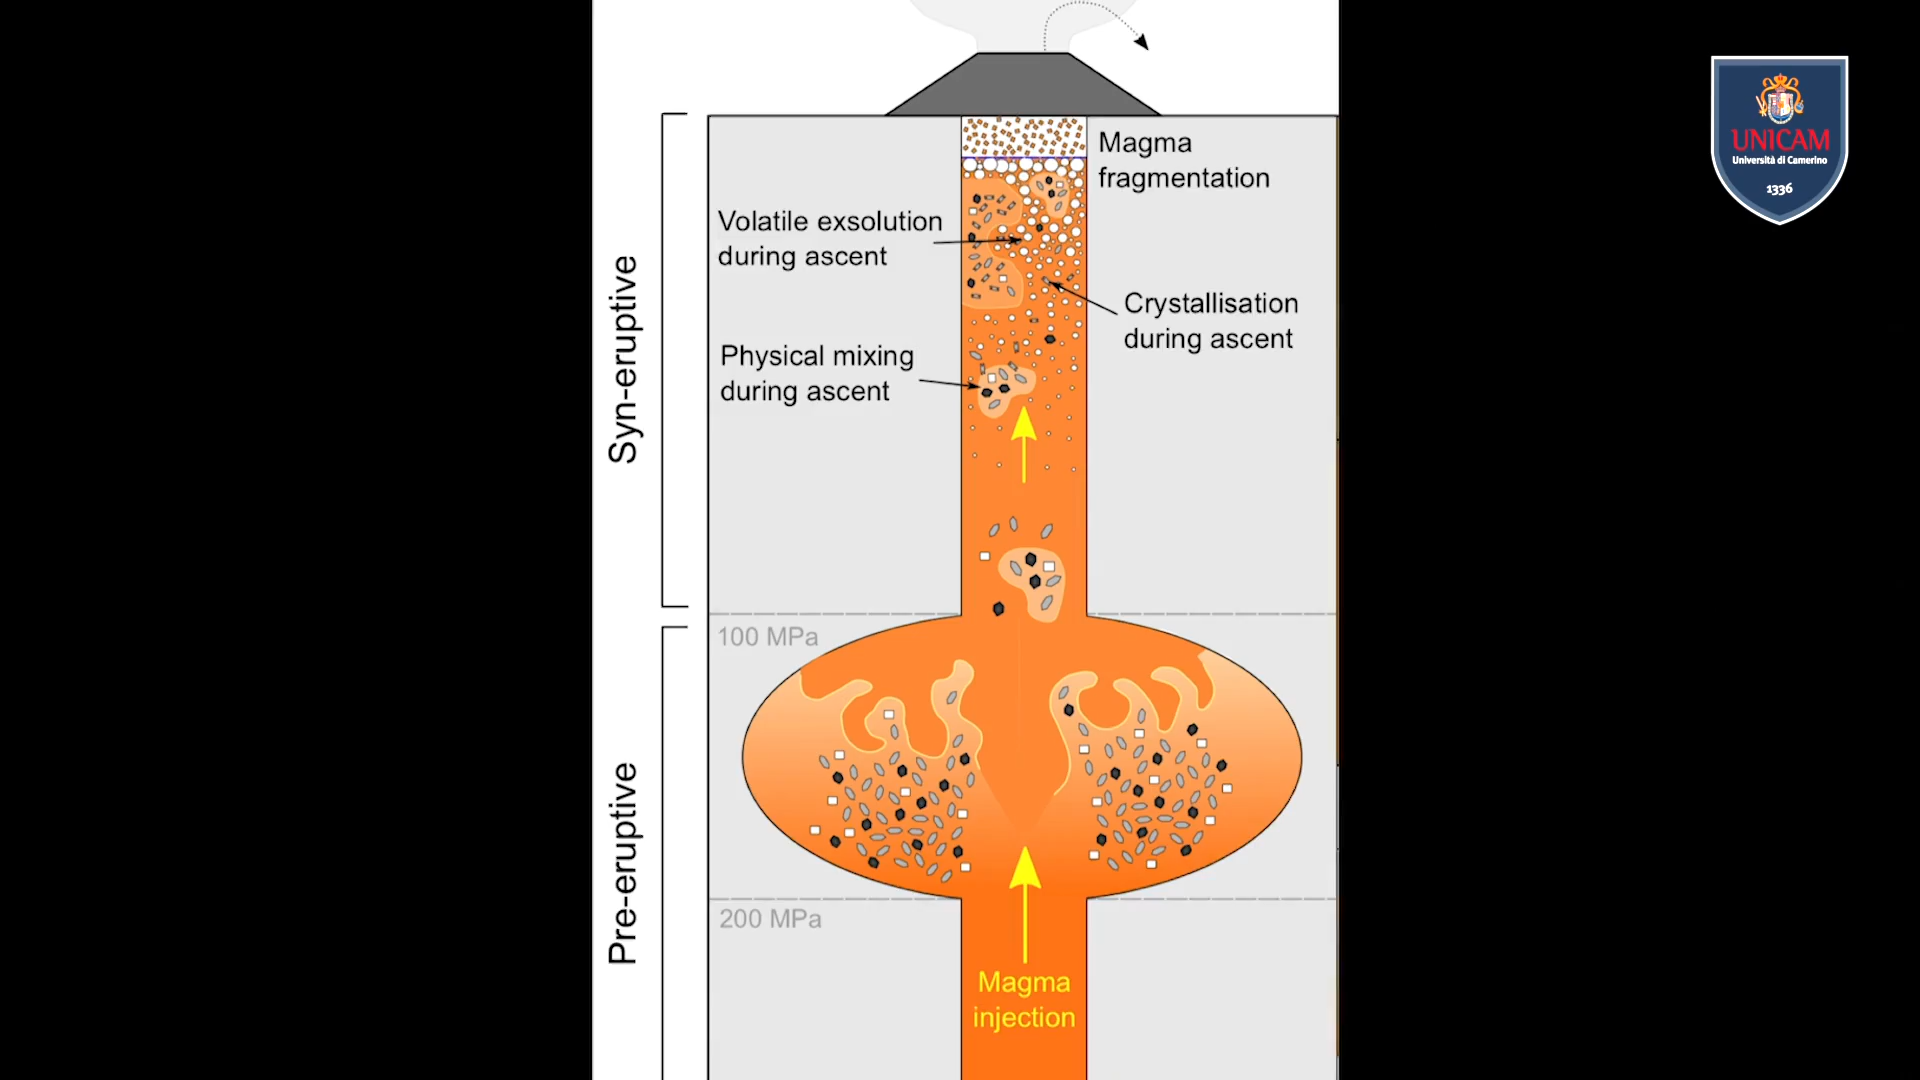 Magma
fragmentation
Volatile exsolution
during ascent
Crystallisation
during ascent
Physical mixing
during ascent
Syn-eruptive
100 MPa
Pre-eruptive
200 MPa
Magma
injection
UNICAM
Università di Camerino
1336